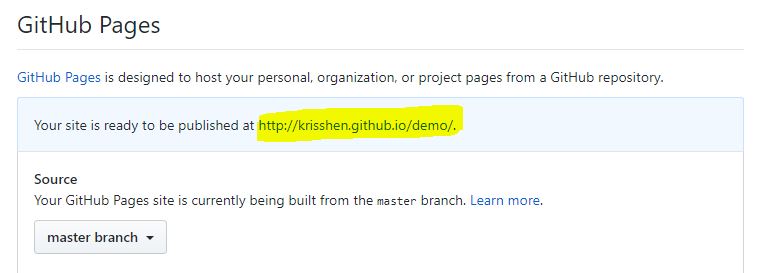 GitHub Pages
GitHub Pages is designed to host your personal, organization, or project pages from a GitHub repository.
Your site is ready to be published at http://krisshen.github.io/demo/.
Source
Your GitHub Pages site is currently being built from the master branch. Learn more.
master branch